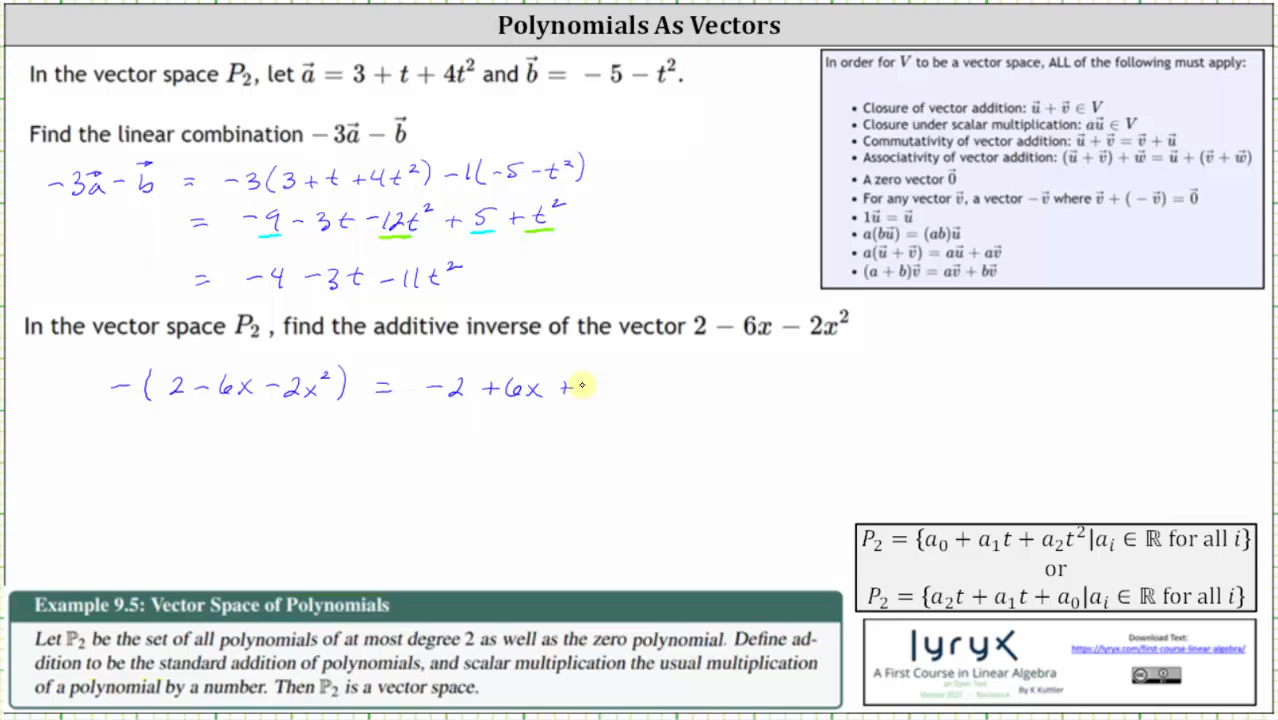 Polynomials As Vectors
In the vector space P₂, let a⃗ = 3 + t + 4t² and b⃗ = − 5 − t².
Find the linear combination − 3a⃗ − b⃗
-3a⃗ - b⃗ = -3(3 + t + 4t²) -1(-5 - t²)
= -9 - 3t -12t² + 5 + t²
= -4 -3t -11t²
In order for V to be a vector space, ALL of the following must apply:
• Closure of vector addition: u⃗ + v⃗ ∈ V
• Closure under scalar multiplication: au⃗ ∈ V
• Commutativity of vector addition: u⃗ + v⃗ = v⃗ + u⃗
• Associativity of vector addition: (u⃗ + v⃗) + w⃗ = u⃗ + (v⃗ + w⃗)
• A zero vector 0⃗
• For any vector v⃗, a vector −v⃗ where v⃗ + ( − v⃗) = 0⃗
• 1u⃗ = u⃗
• a(bu⃗) = (ab)u⃗
• a(u⃗ + v⃗) = au⃗ + av⃗
• (a + b)v⃗ = av⃗ + bv⃗
In the vector space P₂ , find the additive inverse of the vector 2 − 6x − 2x²
-(2 - 6x - 2x²) = -2 + 6x +
P₂ = {a₀ + a₁t + a₂t²|aᵢ ∈ ℝ for all i}
or
P₂ = {a₂t + a₁t + a₀|aᵢ ∈ ℝ for all i}
Example 9.5: Vector Space of Polynomials
Let ℙ₂ be the set of all polynomials of at most degree 2 as well as the zero polynomial. Define ad-
dition to be the standard addition of polynomials, and scalar multiplication the usual multiplication
of a polynomial by a number. Then ℙ₂ is a vector space.
lyryx
A First Course in Linear Algebra
an Open Text
By K Kuttler
Download Text:
https://lyryx.com/first-course-linear-algebra/